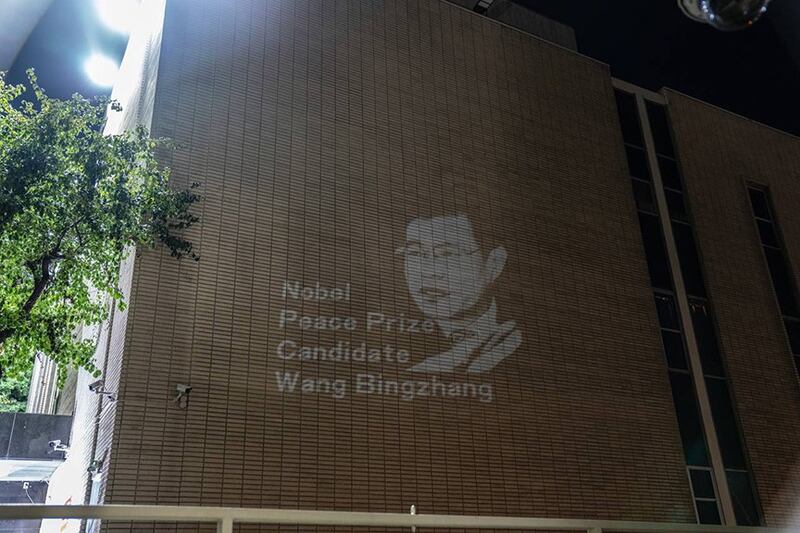 Nobel
Peace Prize
Candidate
Wang Bingzhang